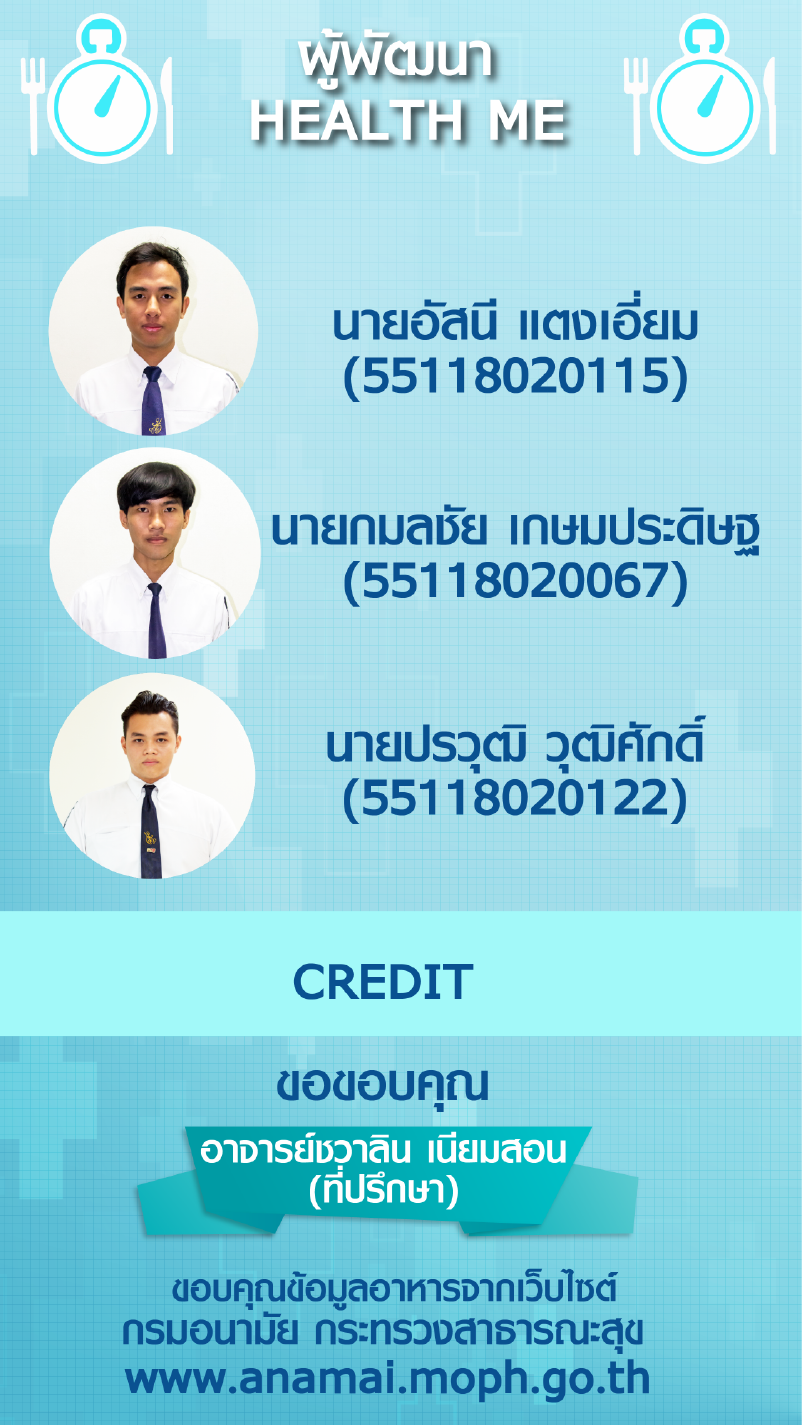 ผู้พัฒนา
HEALTH ME
นายอัสนี แตงเอี่ยม
(55118020115)
นายกมลชัย เกษมประดิษฐ
(55118020067)
นายปรวุฒิ วุฒิศักดิ์
(55118020122)
CREDIT
ขอขอบคุณ
อาจารย์ชวาลิน เนียมสอน
(ที่ปรึกษา)
ขอบคุณข้อมูลอาหารจากเว็บไซต์
กรมอนามัย กระทรวงสาธารณะสุข
www.anamai.moph.go.th